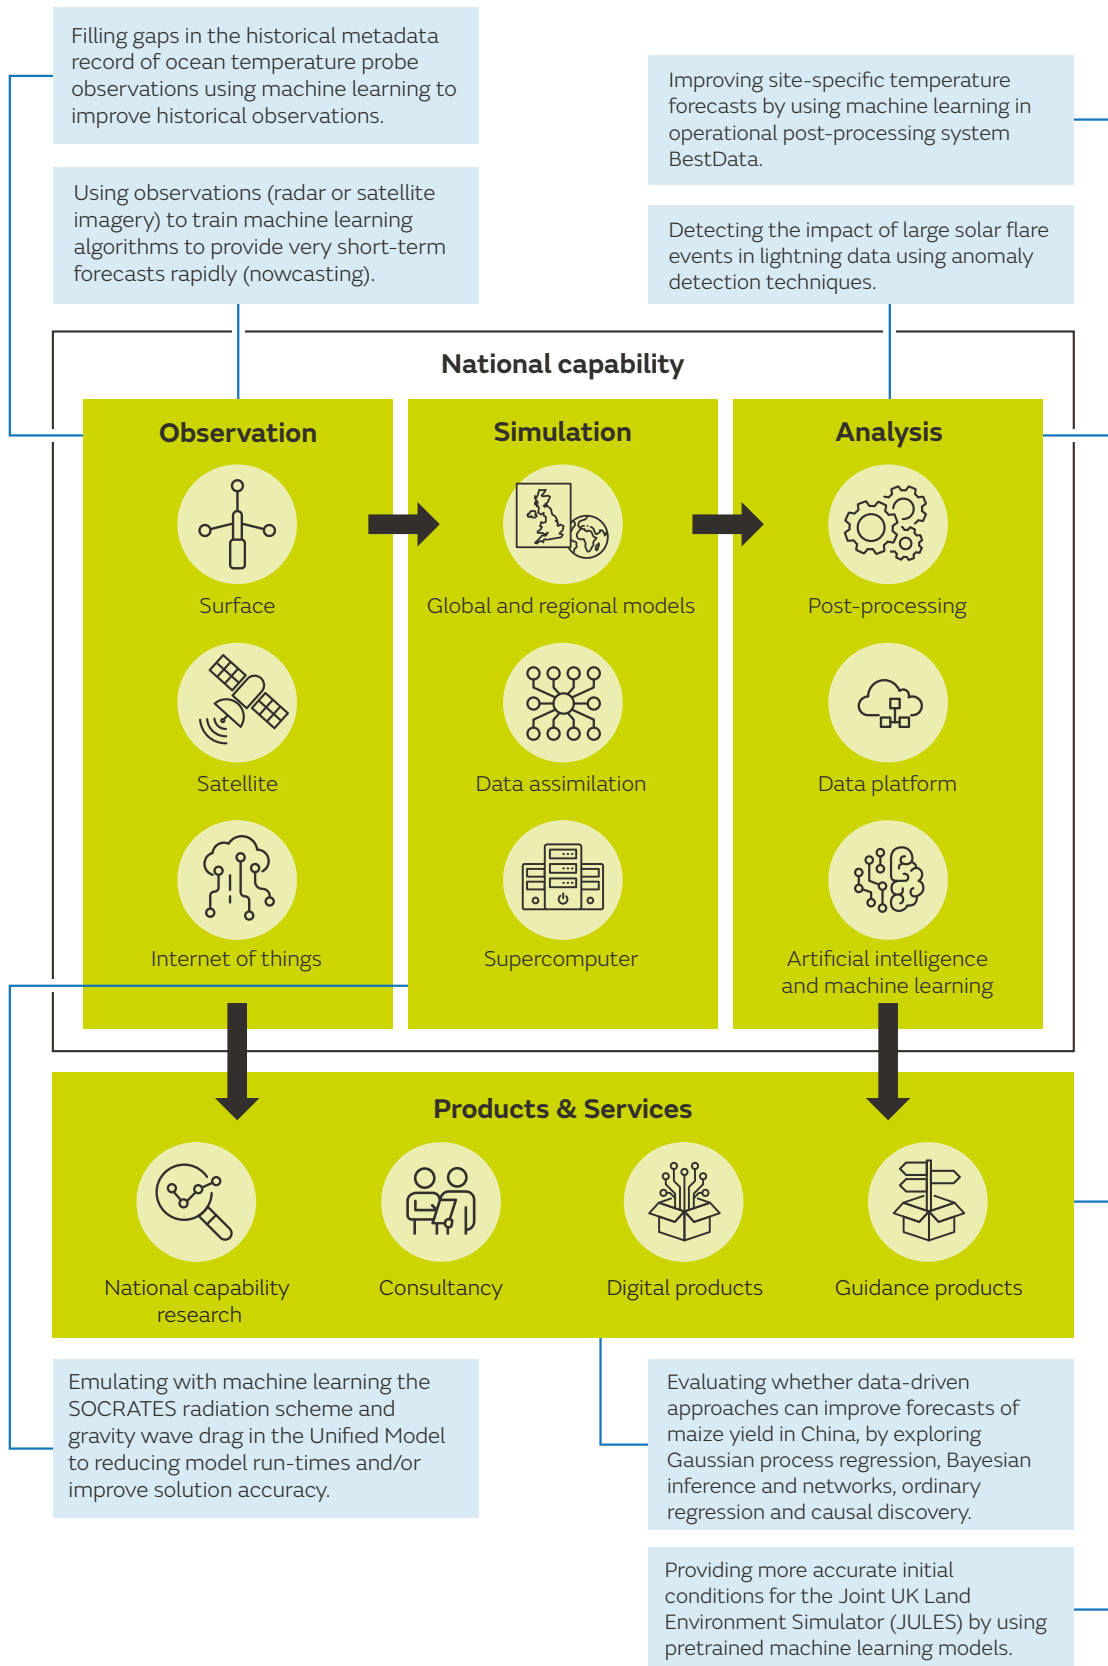 Filling gaps in the historical metadata
record of ocean temperature probe
observations using machine learning to
improve historical observations.
Improving site-specific temperature
forecasts by using machine learning in
operational post-processing system
BestData.
Using observations (radar or satellite
imagery) to train machine learning
algorithms to provide very short-term
forecasts rapidly (nowcasting).
Detecting the impact of large solar flare
events in lightning data using anomaly
detection techniques.
National capability
Observation
Surface
Satellite
Internet of things
Simulation
Global and regional models
Data assimilation
Supercomputer
Analysis
Post-processing
Data platform
Artificial intelligence
and machine learning
Products & Services
National capability
research
Consultancy
Digital products
Guidance products
Emulating with machine learning the
SOCRATES radiation scheme and
gravity wave drag in the Unified Model
to reducing model run-times and/or
improve solution accuracy.
Evaluating whether data-driven
approaches can improve forecasts of
maize yield in China, by exploring
Gaussian process regression, Bayesian
inference and networks, ordinary
regression and causal discovery.
Providing more accurate initial
conditions for the Joint UK Land
Environment Simulator (JULES) by using
pretrained machine learning models.